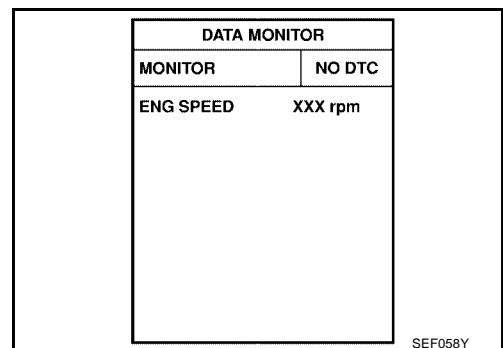 DATA MONITOR
MONITOR NO DTC
ENG SPEED XXX rpm
SEF058Y